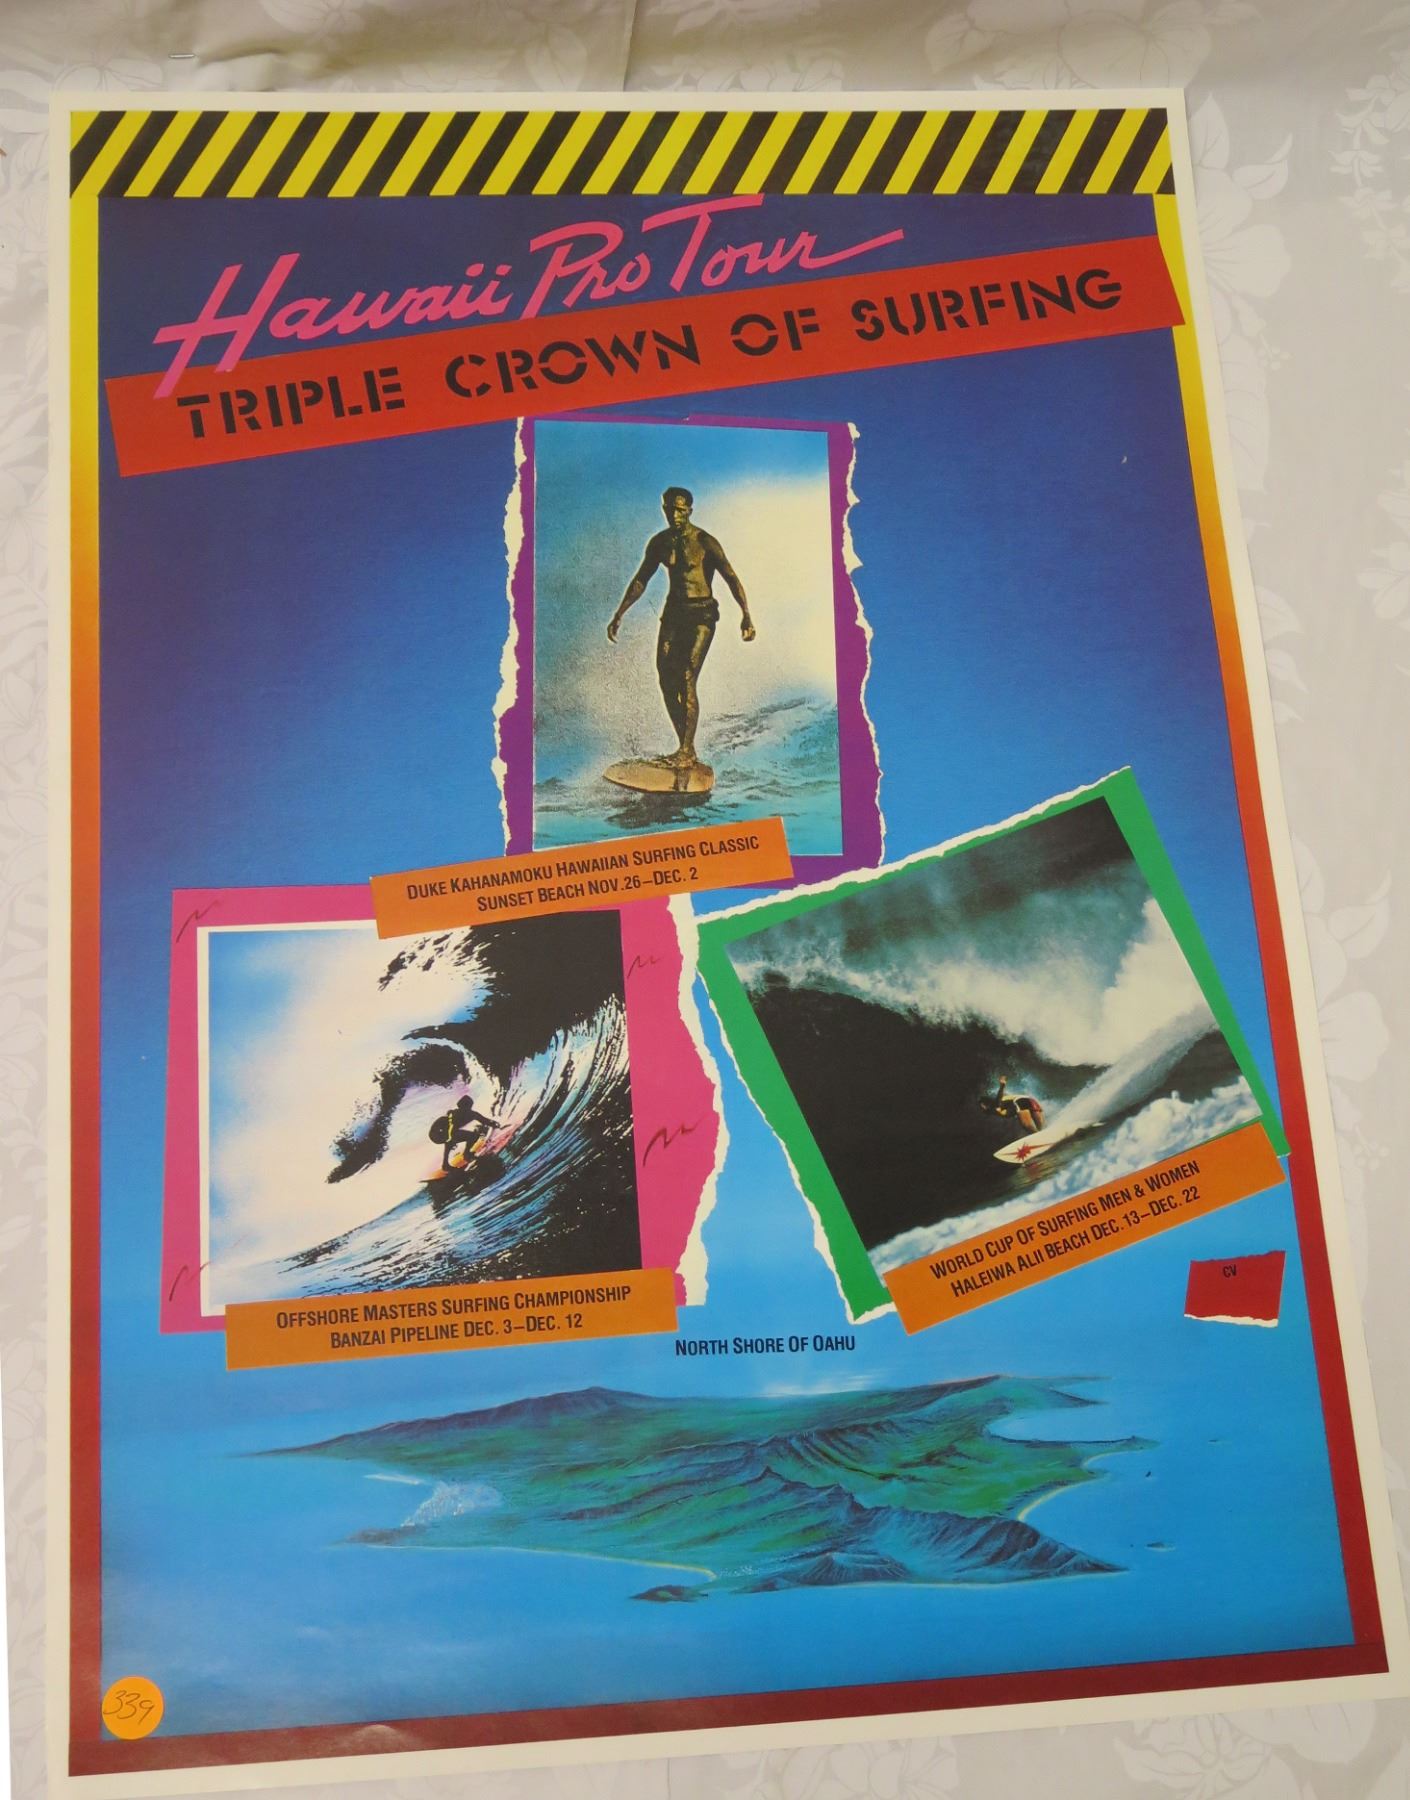 Hawaii Pro Tour
TRIPLE CROWN OF SURFING
DUKE KAHANAMOKU HAWAIIAN SURFING CLASSIC
SUNSET BEACH NOV.26–DEC. 2
OFFSHORE MASTERS SURFING CHAMPIONSHIP
BANZAI PIPELINE DEC. 3–DEC. 12
WORLD CUP OF SURFING MEN & WOMEN
HALEIWA ALII BEACH DEC. 13–DEC. 22
CV
NORTH SHORE OF OAHU
339